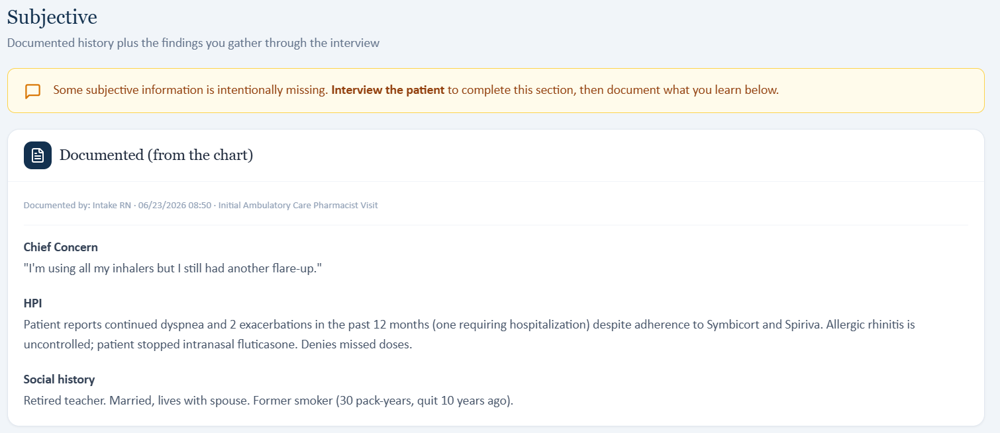 Subjective
Documented history plus the findings you gather through the interview
Some subjective information is intentionally missing. Interview the patient to complete this section, then document what you learn below.
Documented (from the chart)
Documented by: Intake RN · 06/23/2026 08:50 · Initial Ambulatory Care Pharmacist Visit
Chief Concern
"I'm using all my inhalers but I still had another flare-up."
HPI
Patient reports continued dyspnea and 2 exacerbations in the past 12 months (one requiring hospitalization) despite adherence to Symbicort and Spiriva. Allergic rhinitis is
uncontrolled; patient stopped intranasal fluticasone. Denies missed doses.
Social history
Retired teacher. Married, lives with spouse. Former smoker (30 pack-years, quit 10 years ago).